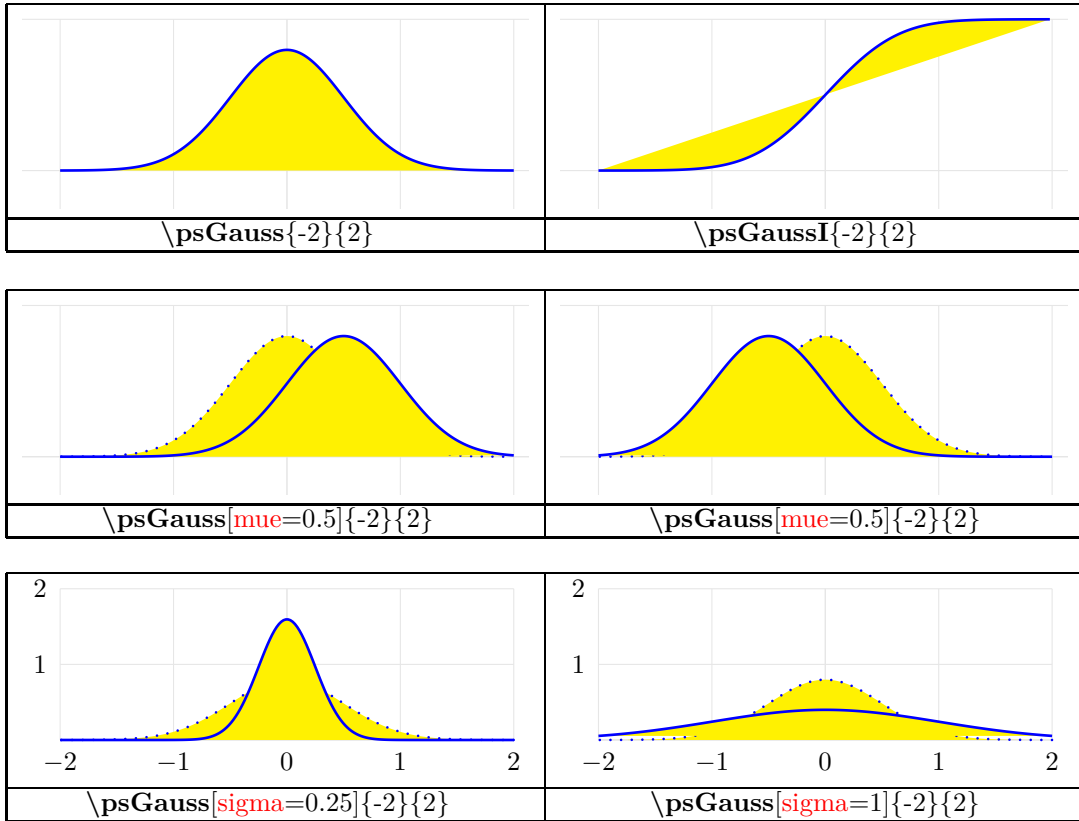 \psGauss{-2}{2}
\psGaussI{-2}{2}
\psGauss[mue=0.5]{-2}{2}
\psGauss[mue=0.5]{-2}{2}
2
1
−2 −1 0 1 2
2
1
−2 −1 0 1 2
\psGauss[sigma=0.25]{-2}{2}
\psGauss[sigma=1]{-2}{2}